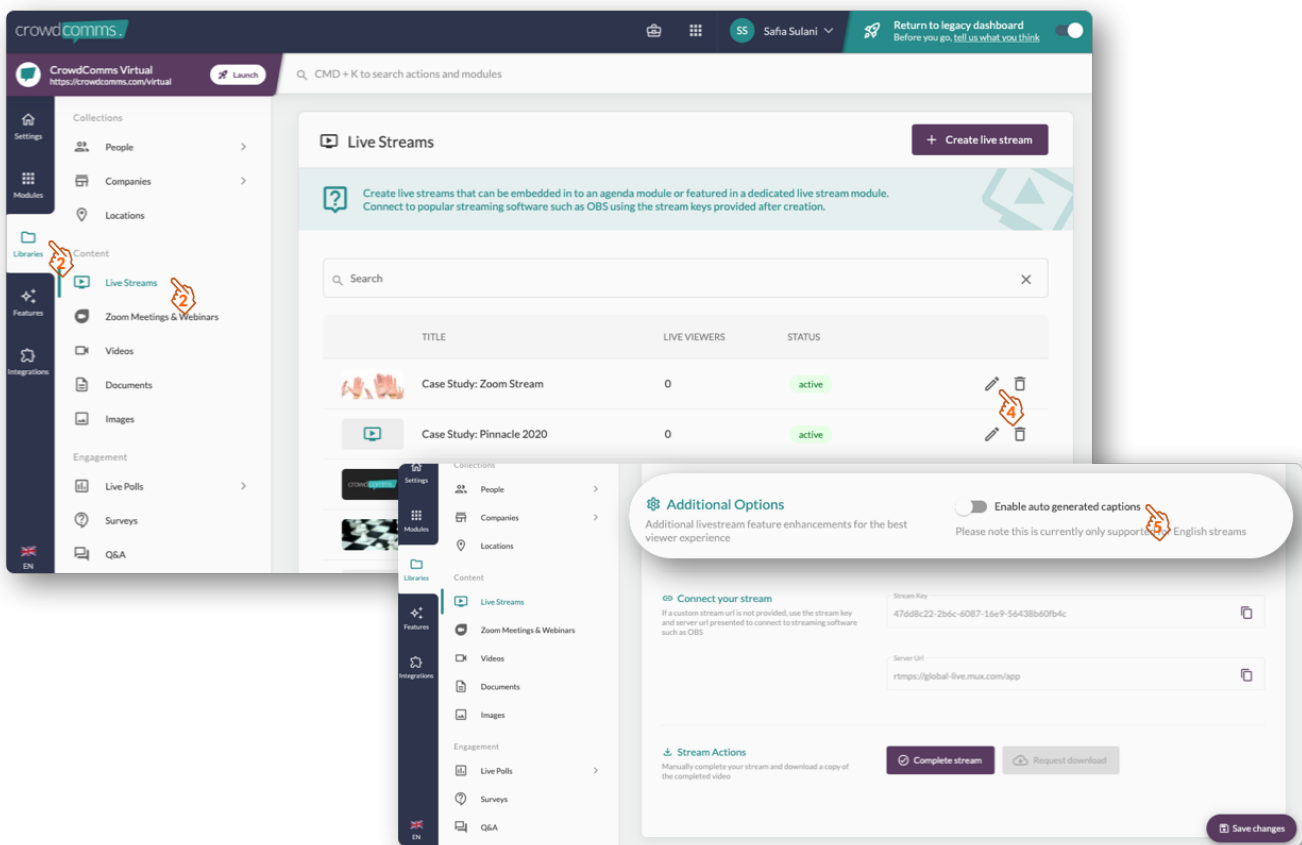 crowdcomms.
SS
Safia Sulani
Return to legacy dashboard
Before you go, tell us what you think
CrowdComms Virtual
https://crowdcomms.com/virtual
Launch
CMD + K to search actions and modules
Settings
Modules
Libraries
Features
Integrations
EN
Collections
People
Companies
Locations
Content
Live Streams
Zoom Meetings & Webinars
Videos
Documents
Images
Engagement
Live Polls
Surveys
Q&A
2
2
Live Streams
+ Create live stream
Create live streams that can be embedded in to an agenda module or featured in a dedicated live stream module.
Connect to popular streaming software such as OBS using the stream keys provided after creation.
Search
TITLE LIVE VIEWERS STATUS
Case Study: Zoom Stream 0 active
4
Case Study: Pinnacle 2020 0 active
crowdcomms.
Settings
Modules
Libraries
Features
Integrations
EN
Collections
People
Companies
Locations
Content
Live Streams
Zoom Meetings & Webinars
Videos
Documents
Images
Engagement
Live Polls
Surveys
Q&A
Additional Options
Additional livestream feature enhancements for the best
viewer experience
Enable auto generated captions
5
Please note this is currently only supported for English streams
Connect your stream
If a custom stream url is not provided, use the stream key
and server url presented to connect to streaming software
such as OBS
Stream Key
47dd8c22-2b6c-6087-16e9-56438b60fb4c
Server Url
rtmps://global-live.mux.com/app
Stream Actions
Manually complete your stream and download a copy of
the completed video
Complete stream
Request download
Save changes